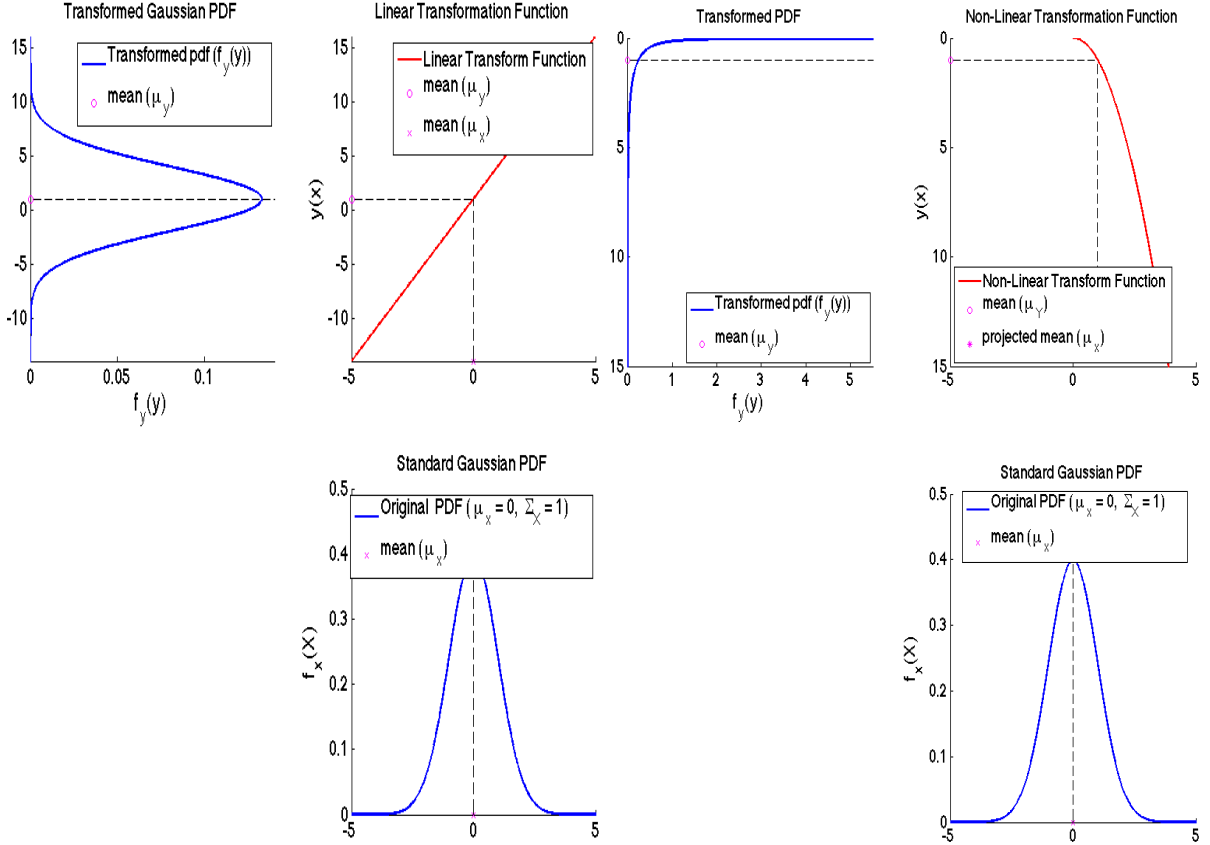 Transformed Gaussian PDF
Transformed pdf (f_y(y))
mean (μ_y)
15
10
5
0
-5
-10
0
0.05
0.1
f_y(y)
Linear Transformation Function
Linear Transform Function
mean (μ_y)
mean (μ_x)
y(x)
15
10
5
0
-5
-10
-5
0
5
Transformed PDF
0
5
10
15
Transformed pdf (f_y(y))
mean (μ_y)
0
1
2
3
4
5
f_y(y)
Non-Linear Transformation Function
y(x)
0
5
10
15
Non-Linear Transform Function
mean (μ_Y)
projected mean (μ_x)
-5
0
5
Standard Gaussian PDF
Original PDF (μ_x = 0, Σ_X = 1)
mean (μ_x)
f_x(X)
0.5
0.4
0.3
0.2
0.1
0
-5
0
5
Standard Gaussian PDF
Original PDF (μ_x = 0, Σ_X = 1)
mean (μ_x)
f_x(X)
0.5
0.4
0.3
0.2
0.1
0
-5
0
5